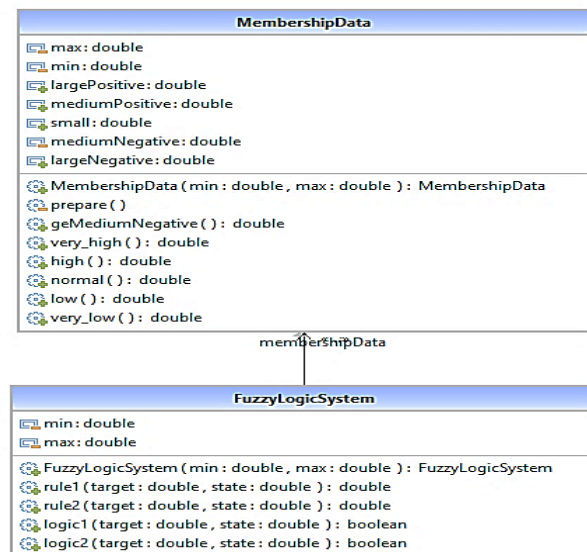 MembershipData
max: double
min: double
largePositive: double
mediumPositive: double
small: double
mediumNegative: double
largeNegative: double
MembershipData ( min: double , max: double ) : MembershipData
prepare ( )
geMediumNegative ( ) : double
very_high ( ) : double
high ( ) : double
normal ( ) : double
low ( ) : double
very_low ( ) : double
membershipData
FuzzyLogicSystem
min: double
max: double
FuzzyLogicSystem ( min: double , max: double ) : FuzzyLogicSystem
rule1 ( target: double , state: double ) : double
rule2 ( target: double , state: double ) : double
logic1 ( target: double , state: double ) : boolean
logic2 ( target: double , state: double ) : boolean